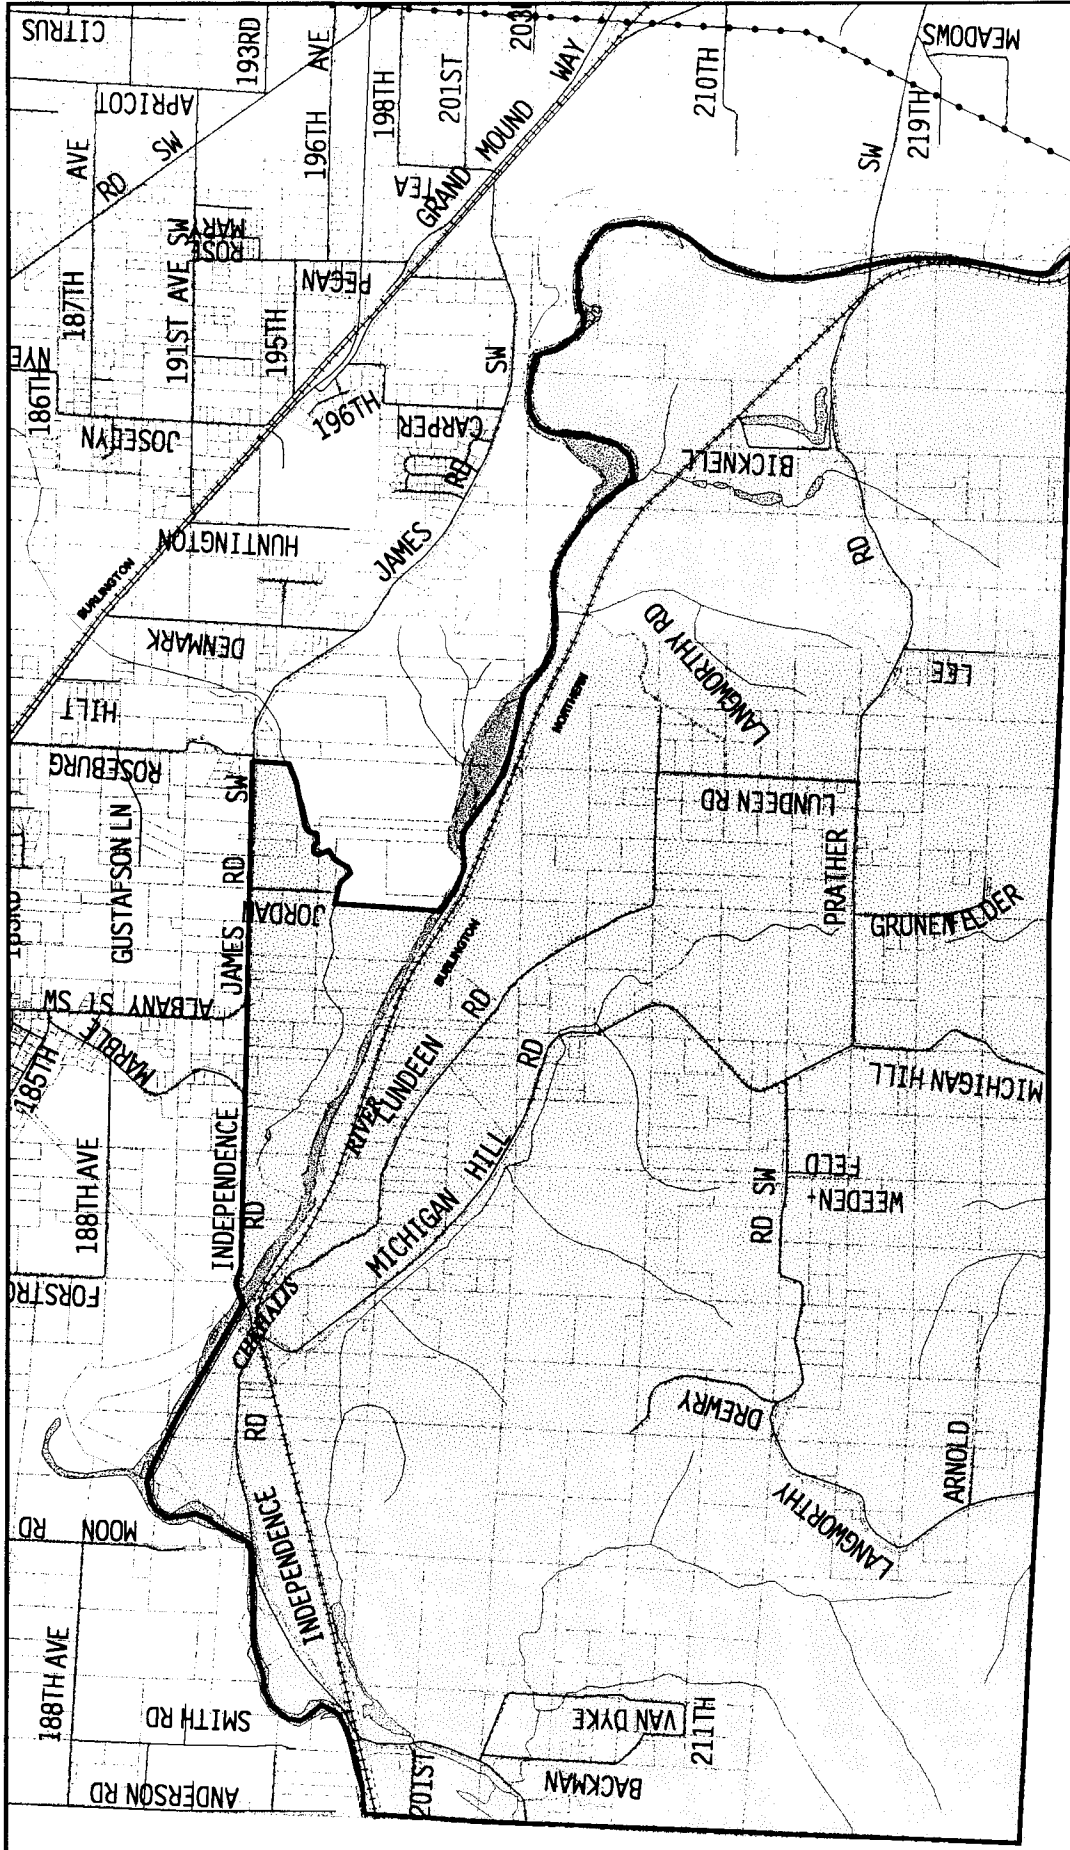 CITRUS
193RD
AVE
203
WAY
MEADOWS
APRICOT
196TH
198TH
201ST
210TH
219TH
AVE
RD
SW
MOUND
SW
TEA
GRAND
187TH
191ST AVE SW
MARY
ROSE
PEGAN
NYE
186TH
195TH
SW
JOSELYN
196TH
CARPER
RD
BICKNELL
HUNTINGTON
JAMES
RD
BURLINGTON
DENMARK
LANGWORTHY RD
LEE
HILT
NORTHERN
ROSEBURG
SW
GUSTAFSON LN
LUNDEEN RD
RD
PRATHER
JORDAN
GRUNENFELDER
JAMES
BURLINGTON
ALBANY ST SW
RD
MARBLE
185TH
RD
MICHIGAN HILL
LUNDEEN
RIVER
INDEPENDENCE
RD
HILL
188TH AVE
MICHIGAN
RD SW
WEEDEN-
FELD
FORSTRO
CHEHALIS
RD
DREWRY
ARNOLD
LANGWORTHY
MOON RD
INDEPENDENCE
188TH AVE
SMITH RD
VAN DYKE
211TH
ANDERSON RD
201ST
BACKMAN